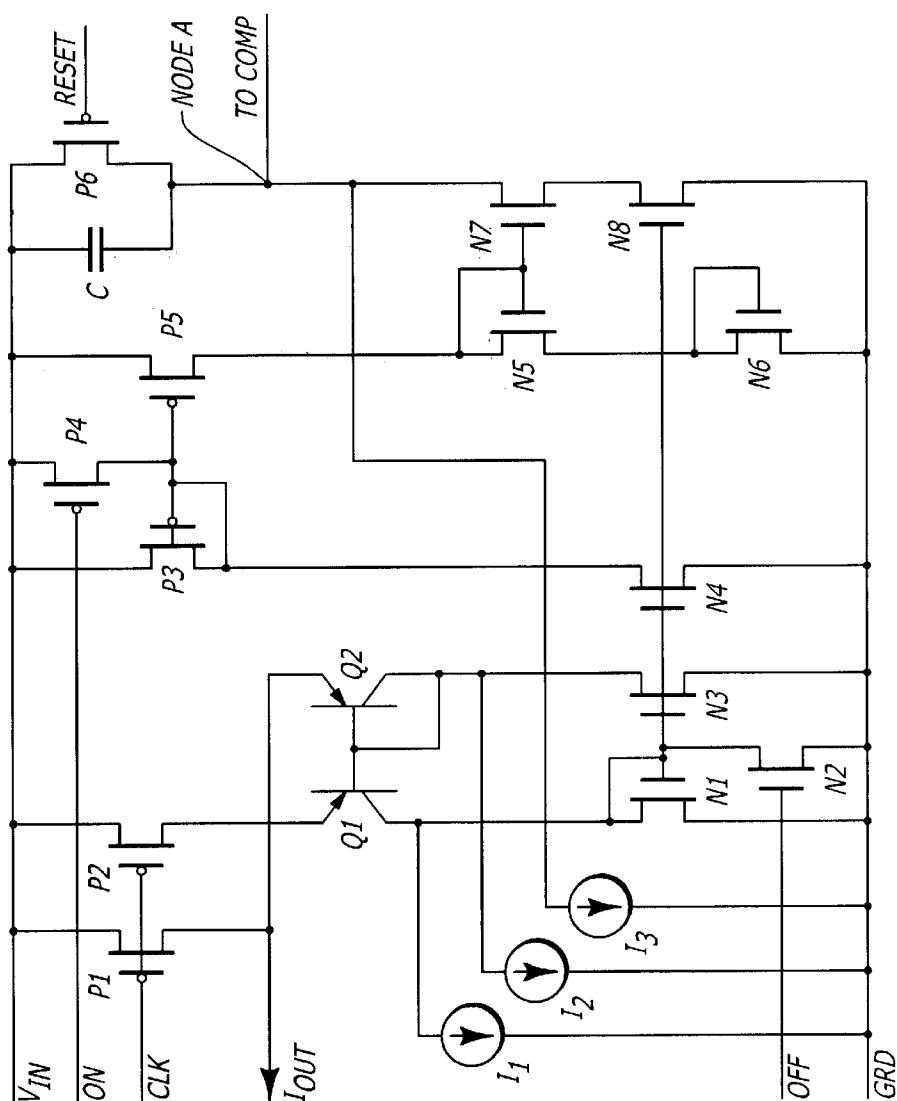 RESET
NODE A
TO COMP
P6
C
P5
P4
P3
N7
N8
N5
N6
N4
Q2
Q1
N3
N1
N2
P2
P1
I3
I2
I1
VIN
ON
CLK
IOUT
OFF
GRD